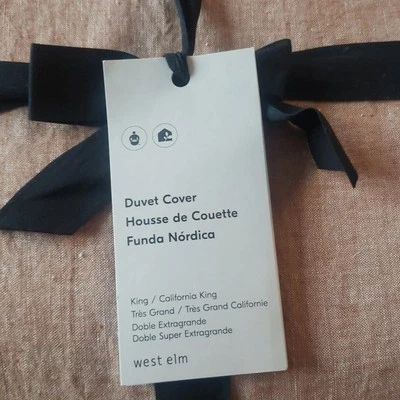 Duvet Cover
Housse de Couette
Funda Nórdica
King / California King
Très Grand / Très Grand Californie
Doble Extragrande
Doble Super Extragrande
west elm